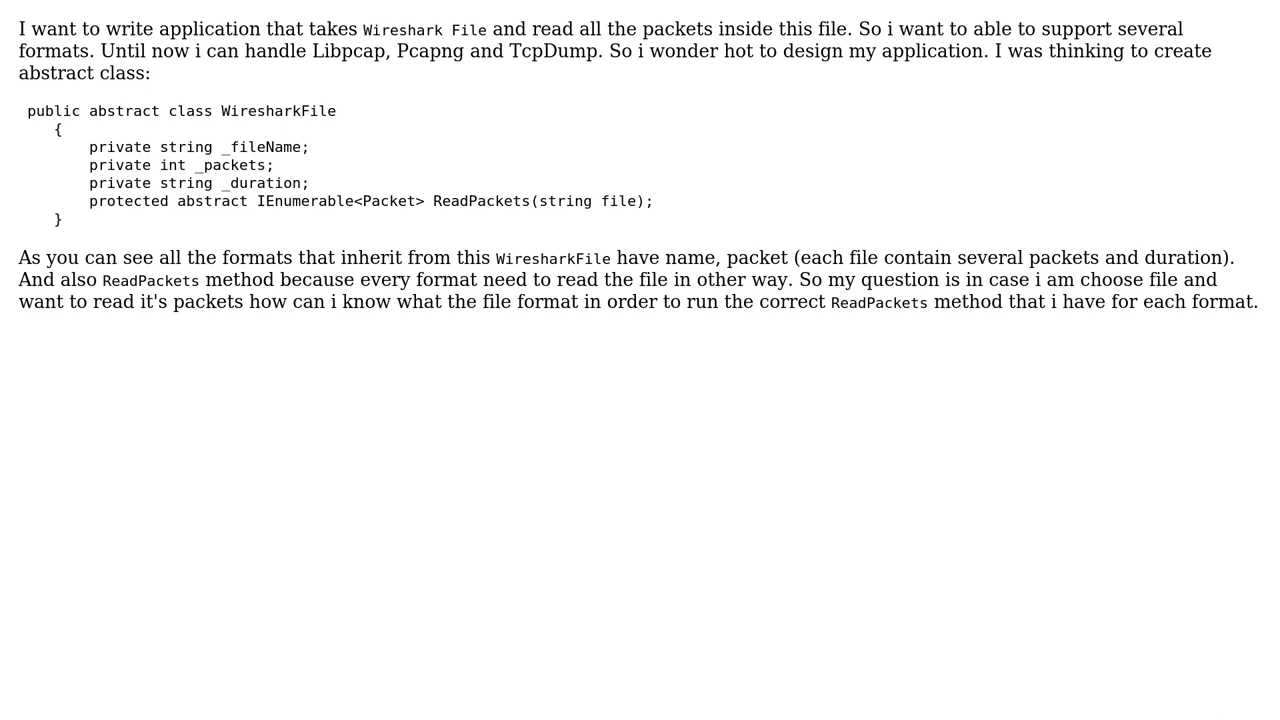 I want to write application that takes Wireshark File and read all the packets inside this file. So i want to able to support several
formats. Until now i can handle Libpcap, Pcapng and TcpDump. So i wonder hot to design my application. I was thinking to create
abstract class:
public abstract class WiresharkFile
{
private string _fileName;
private int _packets;
private string _duration;
protected abstract IEnumerable<Packet> ReadPackets(string file);
}
As you can see all the formats that inherit from this WiresharkFile have name, packet (each file contain several packets and duration).
And also ReadPackets method because every format need to read the file in other way. So my question is in case i am choose file and
want to read it's packets how can i know what the file format in order to run the correct ReadPackets method that i have for each format.